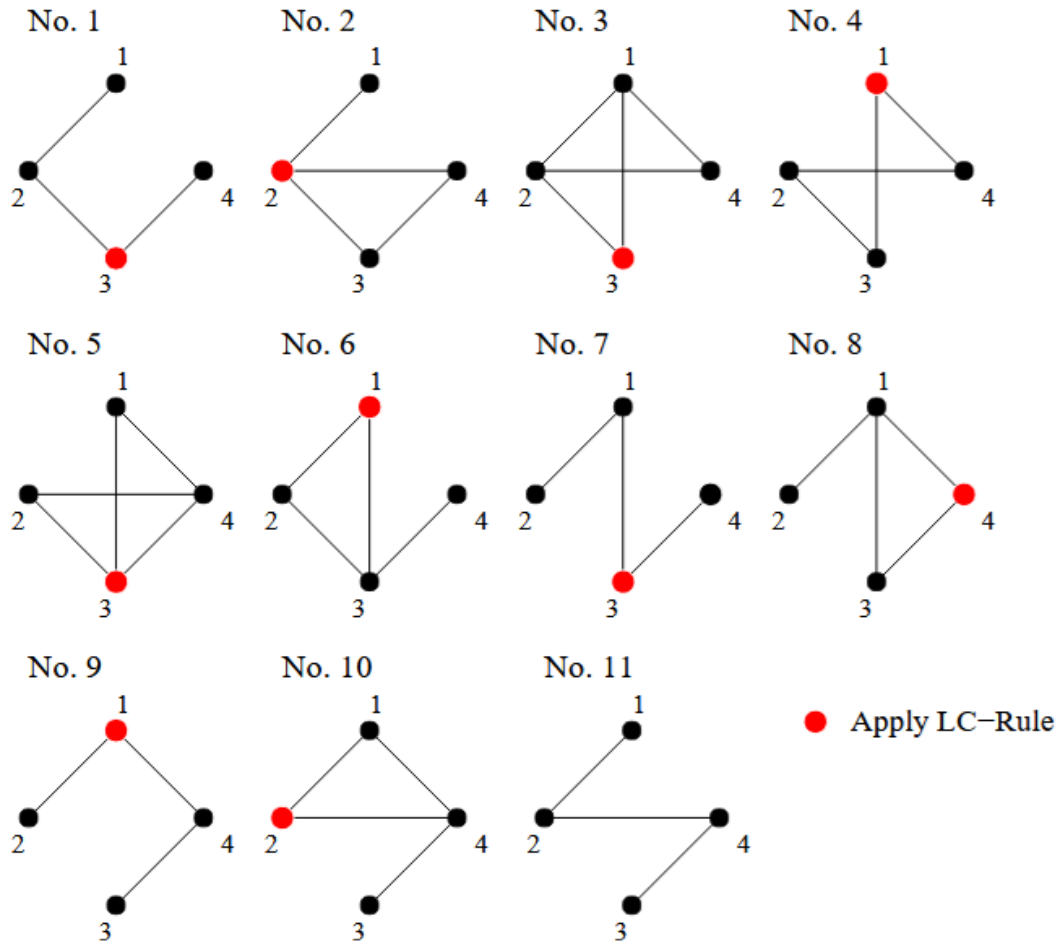 No. 1 No. 2 No. 3 No. 4
1 1 1 1
2 4 2 4 2 4 2 4
3 3 3 3
No. 5 No. 6 No. 7 No. 8
1 1 1 1
2 4 2 4 2 4 2 4
3 3 3 3
No. 9 No. 10 No. 11
1 1 1
Apply LC−Rule
2 4 2 4 2 4
3 3 3